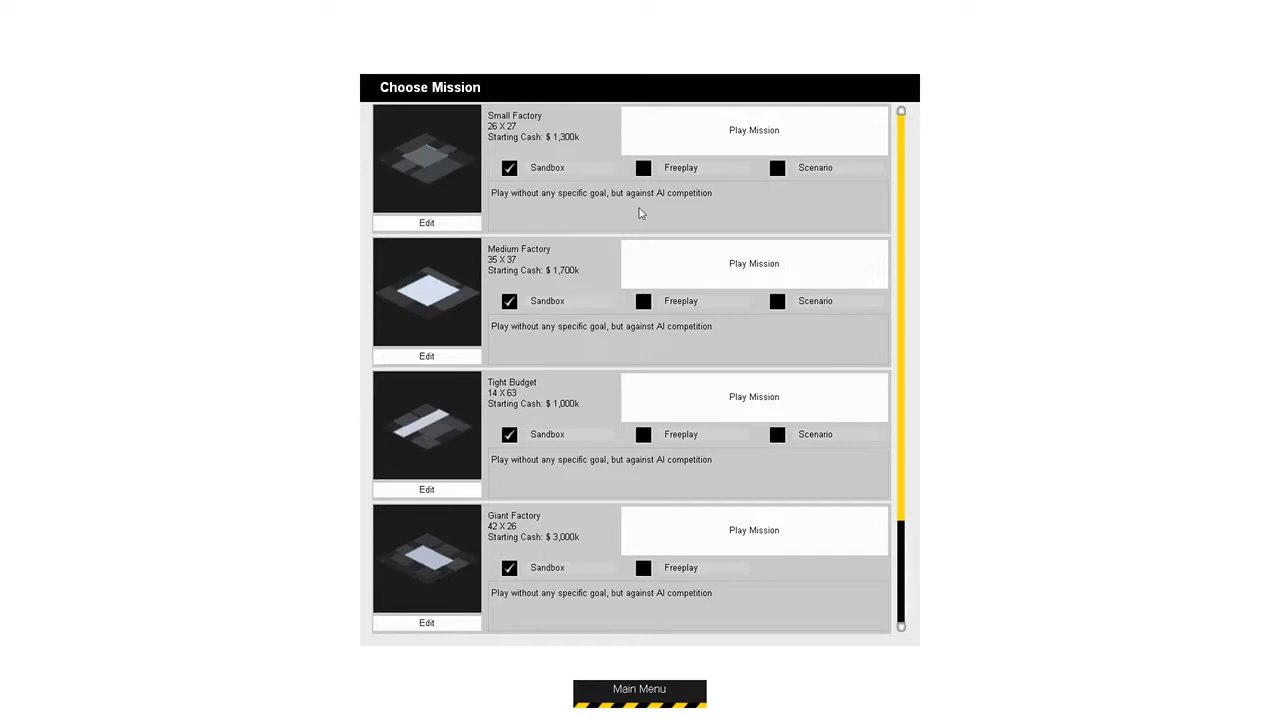 Choose Mission
Small Factory
26 X 27
Starting Cash: $ 1,300k
Play Mission
Sandbox
Freeplay
Scenario
Play without any specific goal, but against AI competition
Edit
Medium Factory
35 X 37
Starting Cash: $ 1,700k
Play Mission
Sandbox
Freeplay
Scenario
Play without any specific goal, but against AI competition
Edit
Tight Budget
14 X 63
Starting Cash: $ 1,000k
Play Mission
Sandbox
Freeplay
Scenario
Play without any specific goal, but against AI competition
Edit
Giant Factory
42 X 26
Starting Cash: $ 3,000k
Play Mission
Sandbox
Freeplay
Play without any specific goal, but against AI competition
Edit
Main Menu